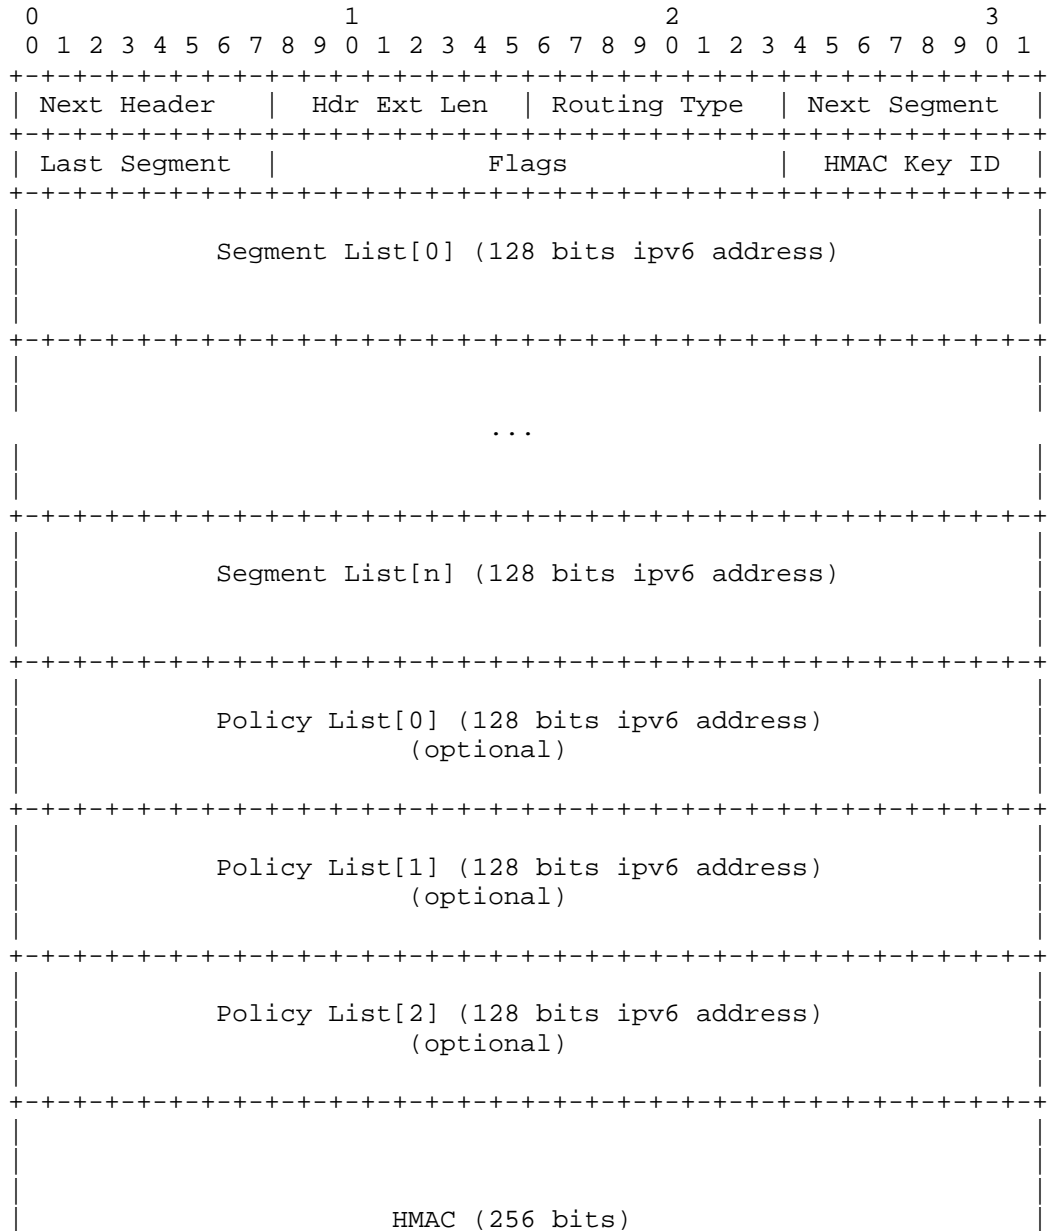 0                   1                   2                   3
 0 1 2 3 4 5 6 7 8 9 0 1 2 3 4 5 6 7 8 9 0 1 2 3 4 5 6 7 8 9 0 1
+-+-+-+-+-+-+-+-+-+-+-+-+-+-+-+-+-+-+-+-+-+-+-+-+-+-+-+-+-+-+-+-+
| Next Header   |  Hdr Ext Len  | Routing Type  | Next Segment  |
+-+-+-+-+-+-+-+-+-+-+-+-+-+-+-+-+-+-+-+-+-+-+-+-+-+-+-+-+-+-+-+-+
| Last Segment  |             Flags             |  HMAC Key ID  |
+-+-+-+-+-+-+-+-+-+-+-+-+-+-+-+-+-+-+-+-+-+-+-+-+-+-+-+-+-+-+-+-+
|                                                               |
|            Segment List[0] (128 bits ipv6 address)            |
|                                                               |
|                                                               |
+-+-+-+-+-+-+-+-+-+-+-+-+-+-+-+-+-+-+-+-+-+-+-+-+-+-+-+-+-+-+-+-+
|                                                               |
|                                                               |
                              ...
|                                                               |
|                                                               |
+-+-+-+-+-+-+-+-+-+-+-+-+-+-+-+-+-+-+-+-+-+-+-+-+-+-+-+-+-+-+-+-+
|                                                               |
|            Segment List[n] (128 bits ipv6 address)            |
|                                                               |
|                                                               |
+-+-+-+-+-+-+-+-+-+-+-+-+-+-+-+-+-+-+-+-+-+-+-+-+-+-+-+-+-+-+-+-+
|                                                               |
|            Policy List[0] (128 bits ipv6 address)             |
|                        (optional)                             |
|                                                               |
+-+-+-+-+-+-+-+-+-+-+-+-+-+-+-+-+-+-+-+-+-+-+-+-+-+-+-+-+-+-+-+-+
|                                                               |
|            Policy List[1] (128 bits ipv6 address)             |
|                        (optional)                             |
|                                                               |
+-+-+-+-+-+-+-+-+-+-+-+-+-+-+-+-+-+-+-+-+-+-+-+-+-+-+-+-+-+-+-+-+
|                                                               |
|            Policy List[2] (128 bits ipv6 address)             |
|                        (optional)                             |
|                                                               |
+-+-+-+-+-+-+-+-+-+-+-+-+-+-+-+-+-+-+-+-+-+-+-+-+-+-+-+-+-+-+-+-+
|                                                               |
|                                                               |
|                                                               |
|                       HMAC (256 bits)                         |